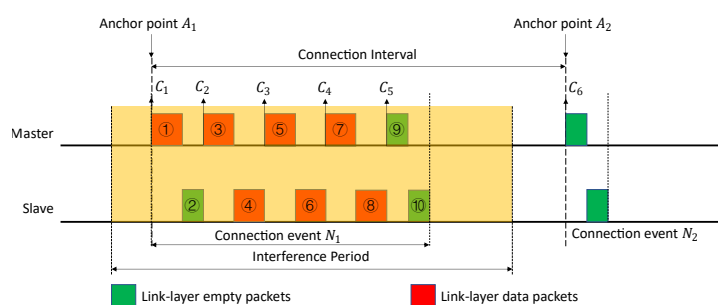 Anchor point A₁
Anchor point A₂
Connection Interval
C₁ C₂ C₃ C₄ C₅ C₆
Master ① ③ ⑤ ⑦ ⑨
Slave ② ④ ⑥ ⑧ ⑩
Connection event N₁
Connection event N₂
Interference Period
Link-layer empty packets
Link-layer data packets